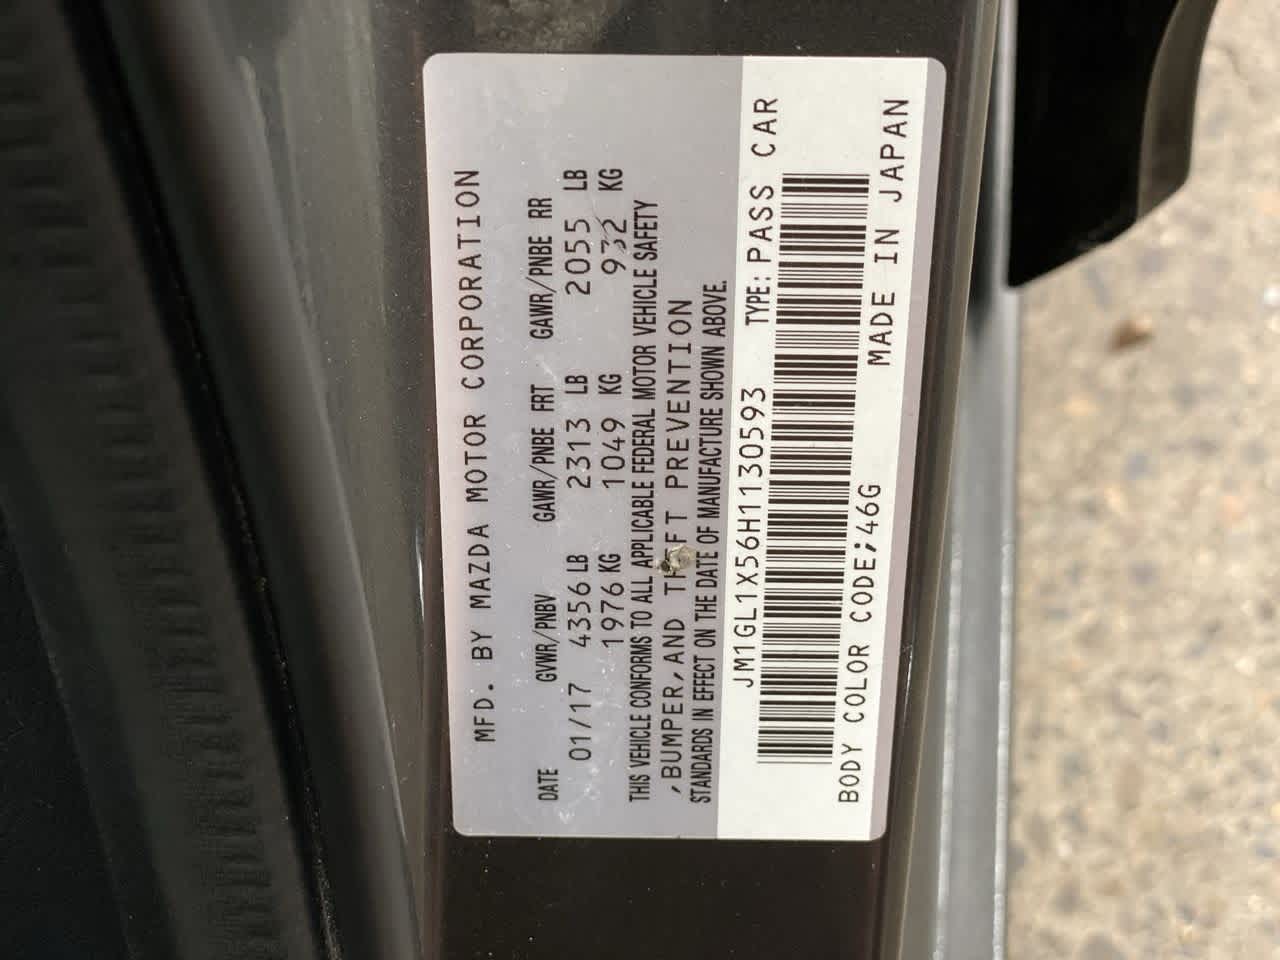 MFD. BY MAZDA MOTOR CORPORATION
DATE GVWR/PNBV GAWR/PNBE FRT GAWR/PNBE RR
01/17 4356 LB 2313 LB 2055 LB
1976 KG 1049 KG 932 KG
THIS VEHICLE CONFORMS TO ALL APPLICABLE FEDERAL MOTOR VEHICLE SAFETY
,BUMPER,AND THEFT PREVENTION
STANDARDS IN EFFECT ON THE DATE OF MANUFACTURE SHOWN ABOVE.
JM1GL1X56H1130593 TYPE: PASS CAR
BODY COLOR CODE;46G MADE IN JAPAN